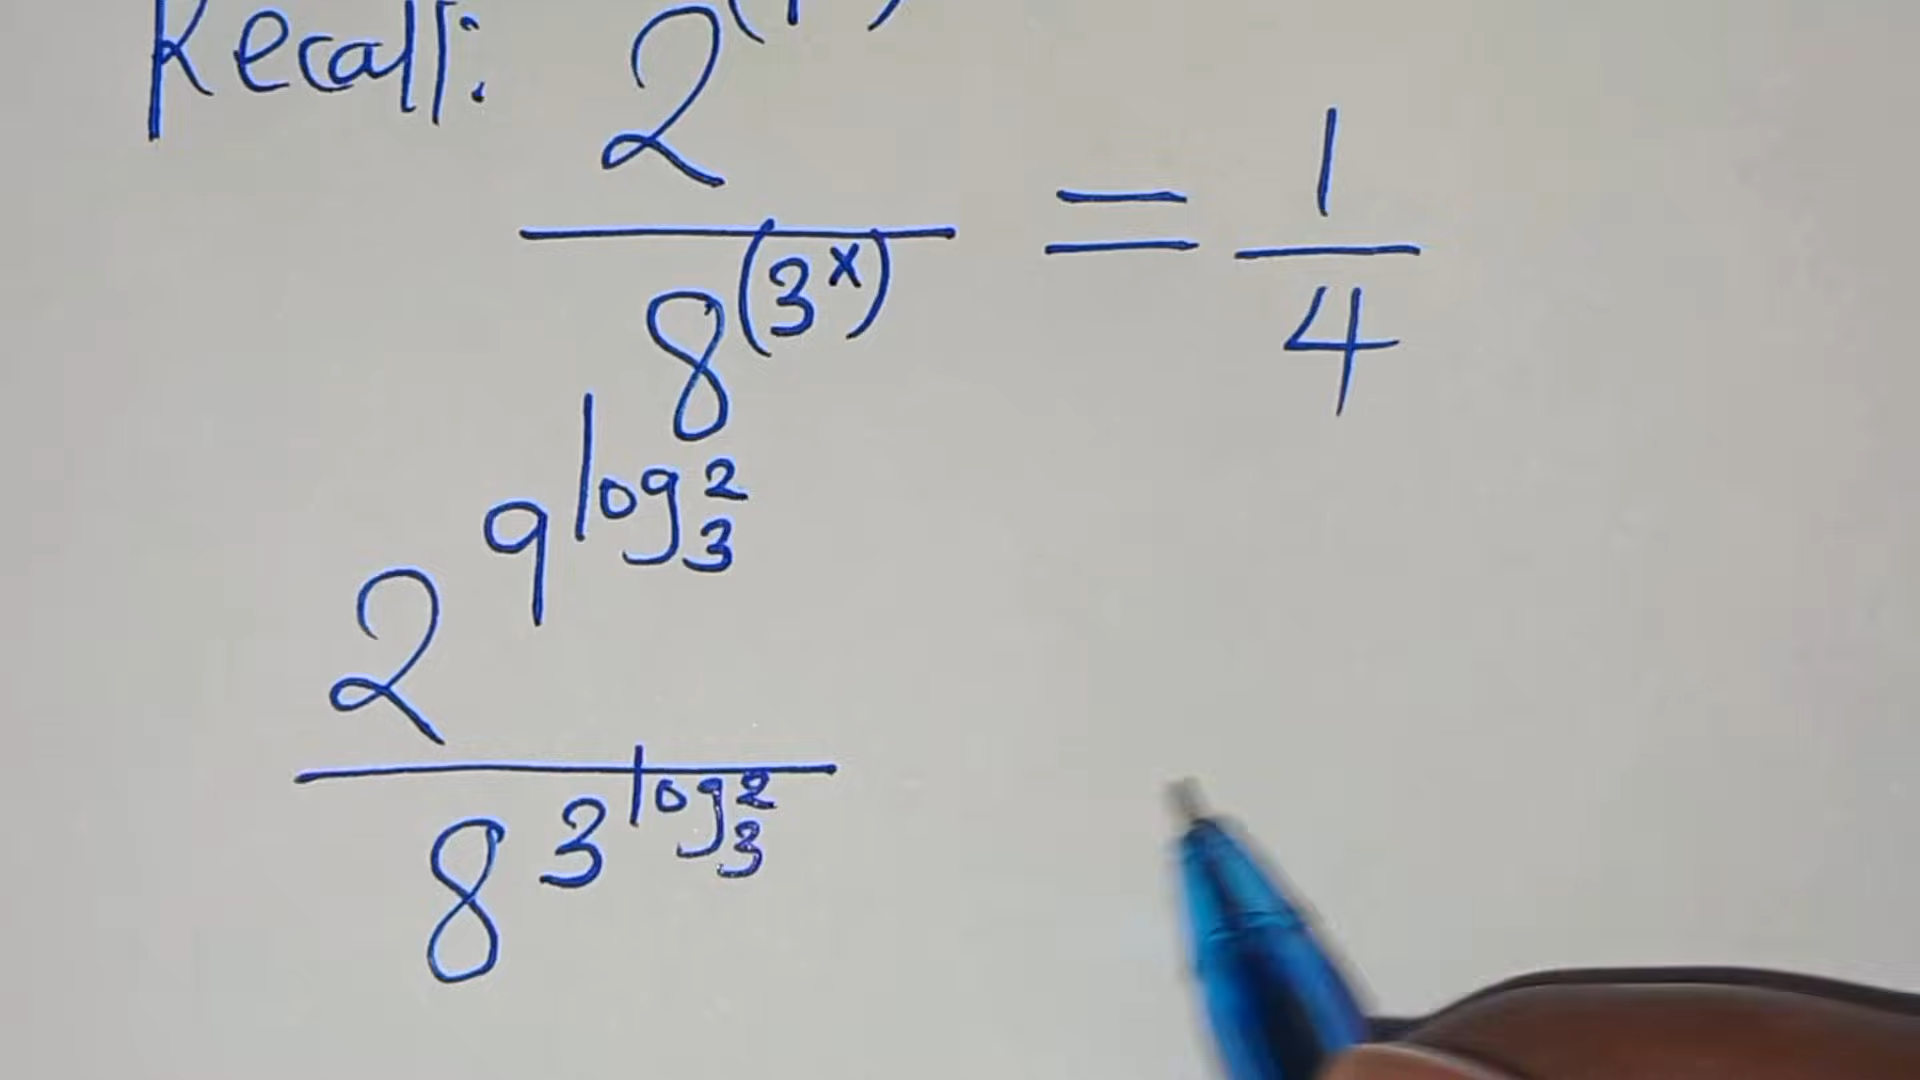 Recall: 2
8^(3^x) = 1/4
2^9^log_3 2
8^3^log_3 2